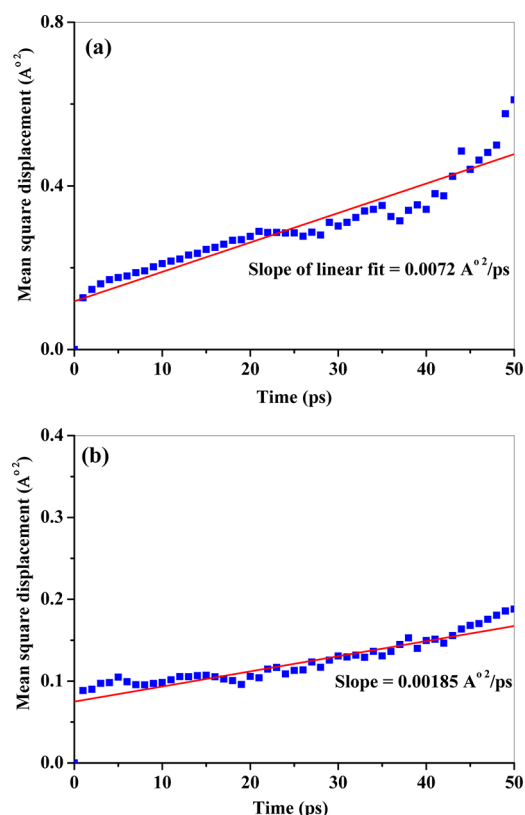 (a)
Mean square displacement (A°²)
0.8
0.4
0.0
Slope of linear fit = 0.0072 A°²/ps
0 10 20 30 40 50
Time (ps)
(b)
Mean square displacement (A°²)
0.4
0.3
0.2
0.1
0.0
Slope = 0.00185 A°²/ps
0 10 20 30 40 50
Time (ps)